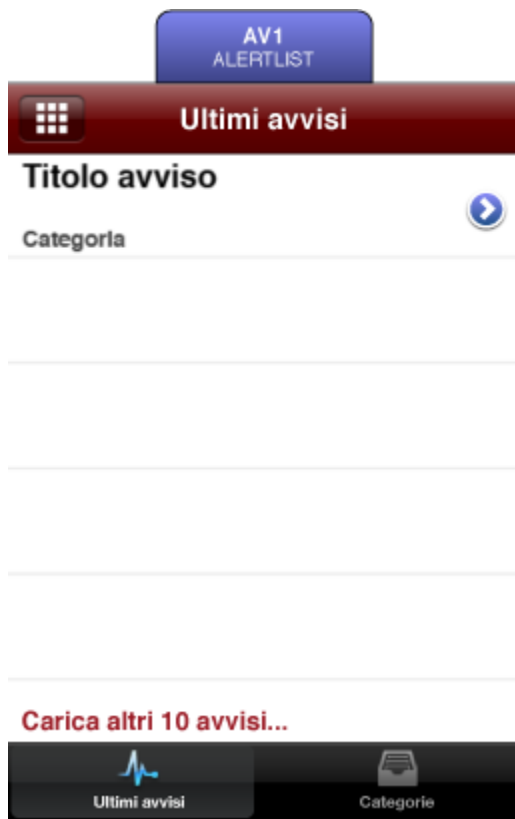 AV1
ALERTLIST
Ultimi avvisi
Titolo avviso
Categoria
Carica altri 10 avvisi...
Ultimi avvisi
Categorie